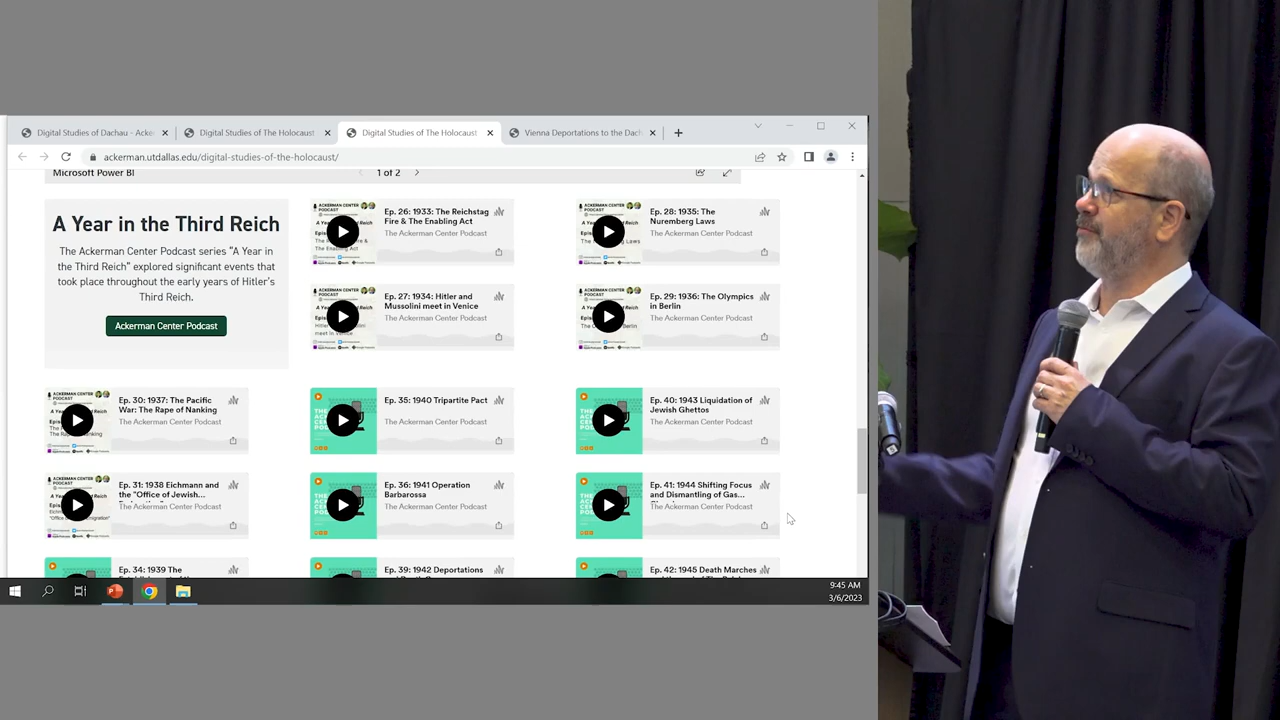 Digital Studies of Dachau - Acke
Digital Studies of The Holocaust
Digital Studies of The Holocaust
Vienna Deportations to the Dach
ackerman.utdallas.edu/digital-studies-of-the-holocaust/
Microsoft Power BI
1 of 2
A Year in the Third Reich
The Ackerman Center Podcast series "A Year in
the Third Reich" explored significant events that
took place throughout the early years of Hitler's
Third Reich.
Ackerman Center Podcast
Ep. 26: 1933: The Reichstag
Fire & The Enabling Act
The Ackerman Center Podcast
Ep. 28: 1935: The
Nuremberg Laws
The Ackerman Center Podcast
Ep. 27: 1934: Hitler and
Mussolini meet in Venice
The Ackerman Center Podcast
Ep. 29: 1936: The Olympics
in Berlin
The Ackerman Center Podcast
Ep. 30: 1937: The Pacific
War: The Rape of Nanking
The Ackerman Center Podcast
Ep. 35: 1940 Tripartite Pact
The Ackerman Center Podcast
Ep. 40: 1943 Liquidation of
Jewish Ghettos
The Ackerman Center Podcast
Ep. 31: 1938 Eichmann and
the "Office of Jewish...
The Ackerman Center Podcast
Ep. 36: 1941 Operation
Barbarossa
The Ackerman Center Podcast
Ep. 41: 1944 Shifting Focus
and Dismantling of Gas...
The Ackerman Center Podcast
Ep. 34: 1939 The
Ep. 39: 1942 Deportations
Ep. 42: 1945 Death Marches
9:45 AM
3/6/2023